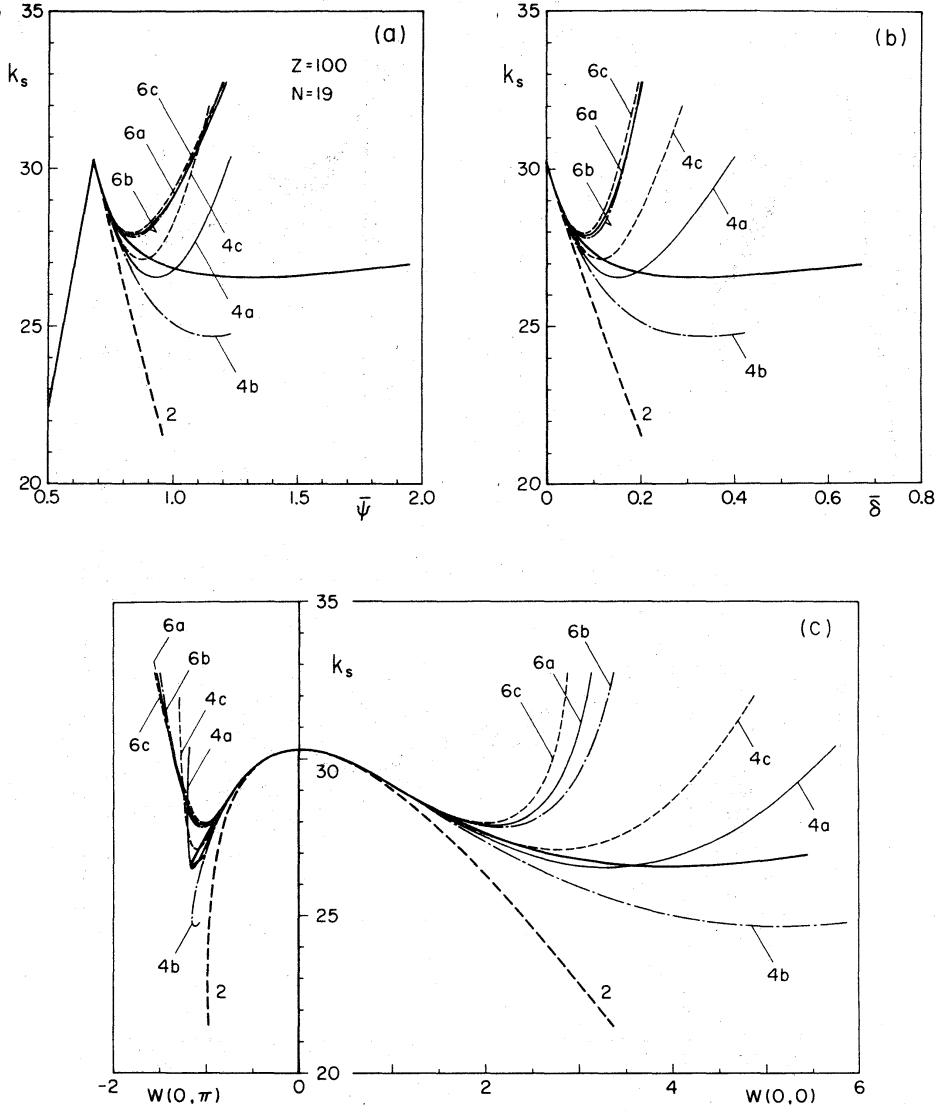 35
(a)
k_s
Z=100
N=19
6c
6a
30
6b
4c
4a
25
4b
2
20
0.5
1.0
ψ̄
1.5
2.0
35
(b)
k_s
6c
6a
30
6b
4c
4a
25
4b
2
20
0
0.2
0.4
0.6
δ̄
0.8
35
(c)
6a
6b
k_s
6b
6a
6c
4c
6c
4a
30
4c
4a
25
4b
4b
2
2
20
-2
W(0,π)
0
2
4
W(0,0)
6